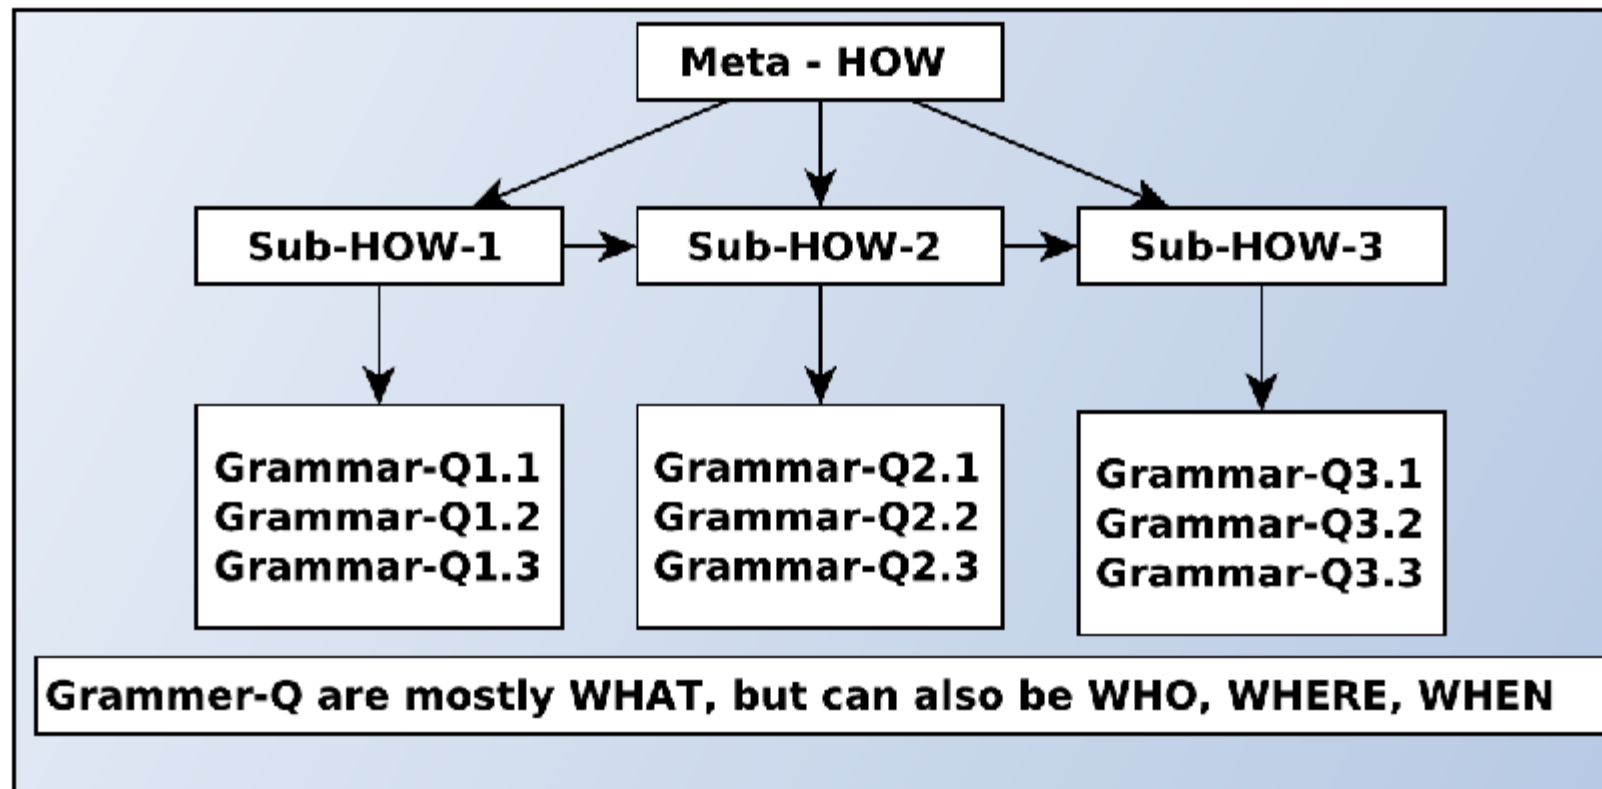 Meta - HOW
Sub-HOW-1
Sub-HOW-2
Sub-HOW-3
Grammar-Q1.1
Grammar-Q1.2
Grammar-Q1.3
Grammar-Q2.1
Grammar-Q2.2
Grammar-Q2.3
Grammar-Q3.1
Grammar-Q3.2
Grammar-Q3.3
Grammer-Q are mostly WHAT, but can also be WHO, WHERE, WHEN